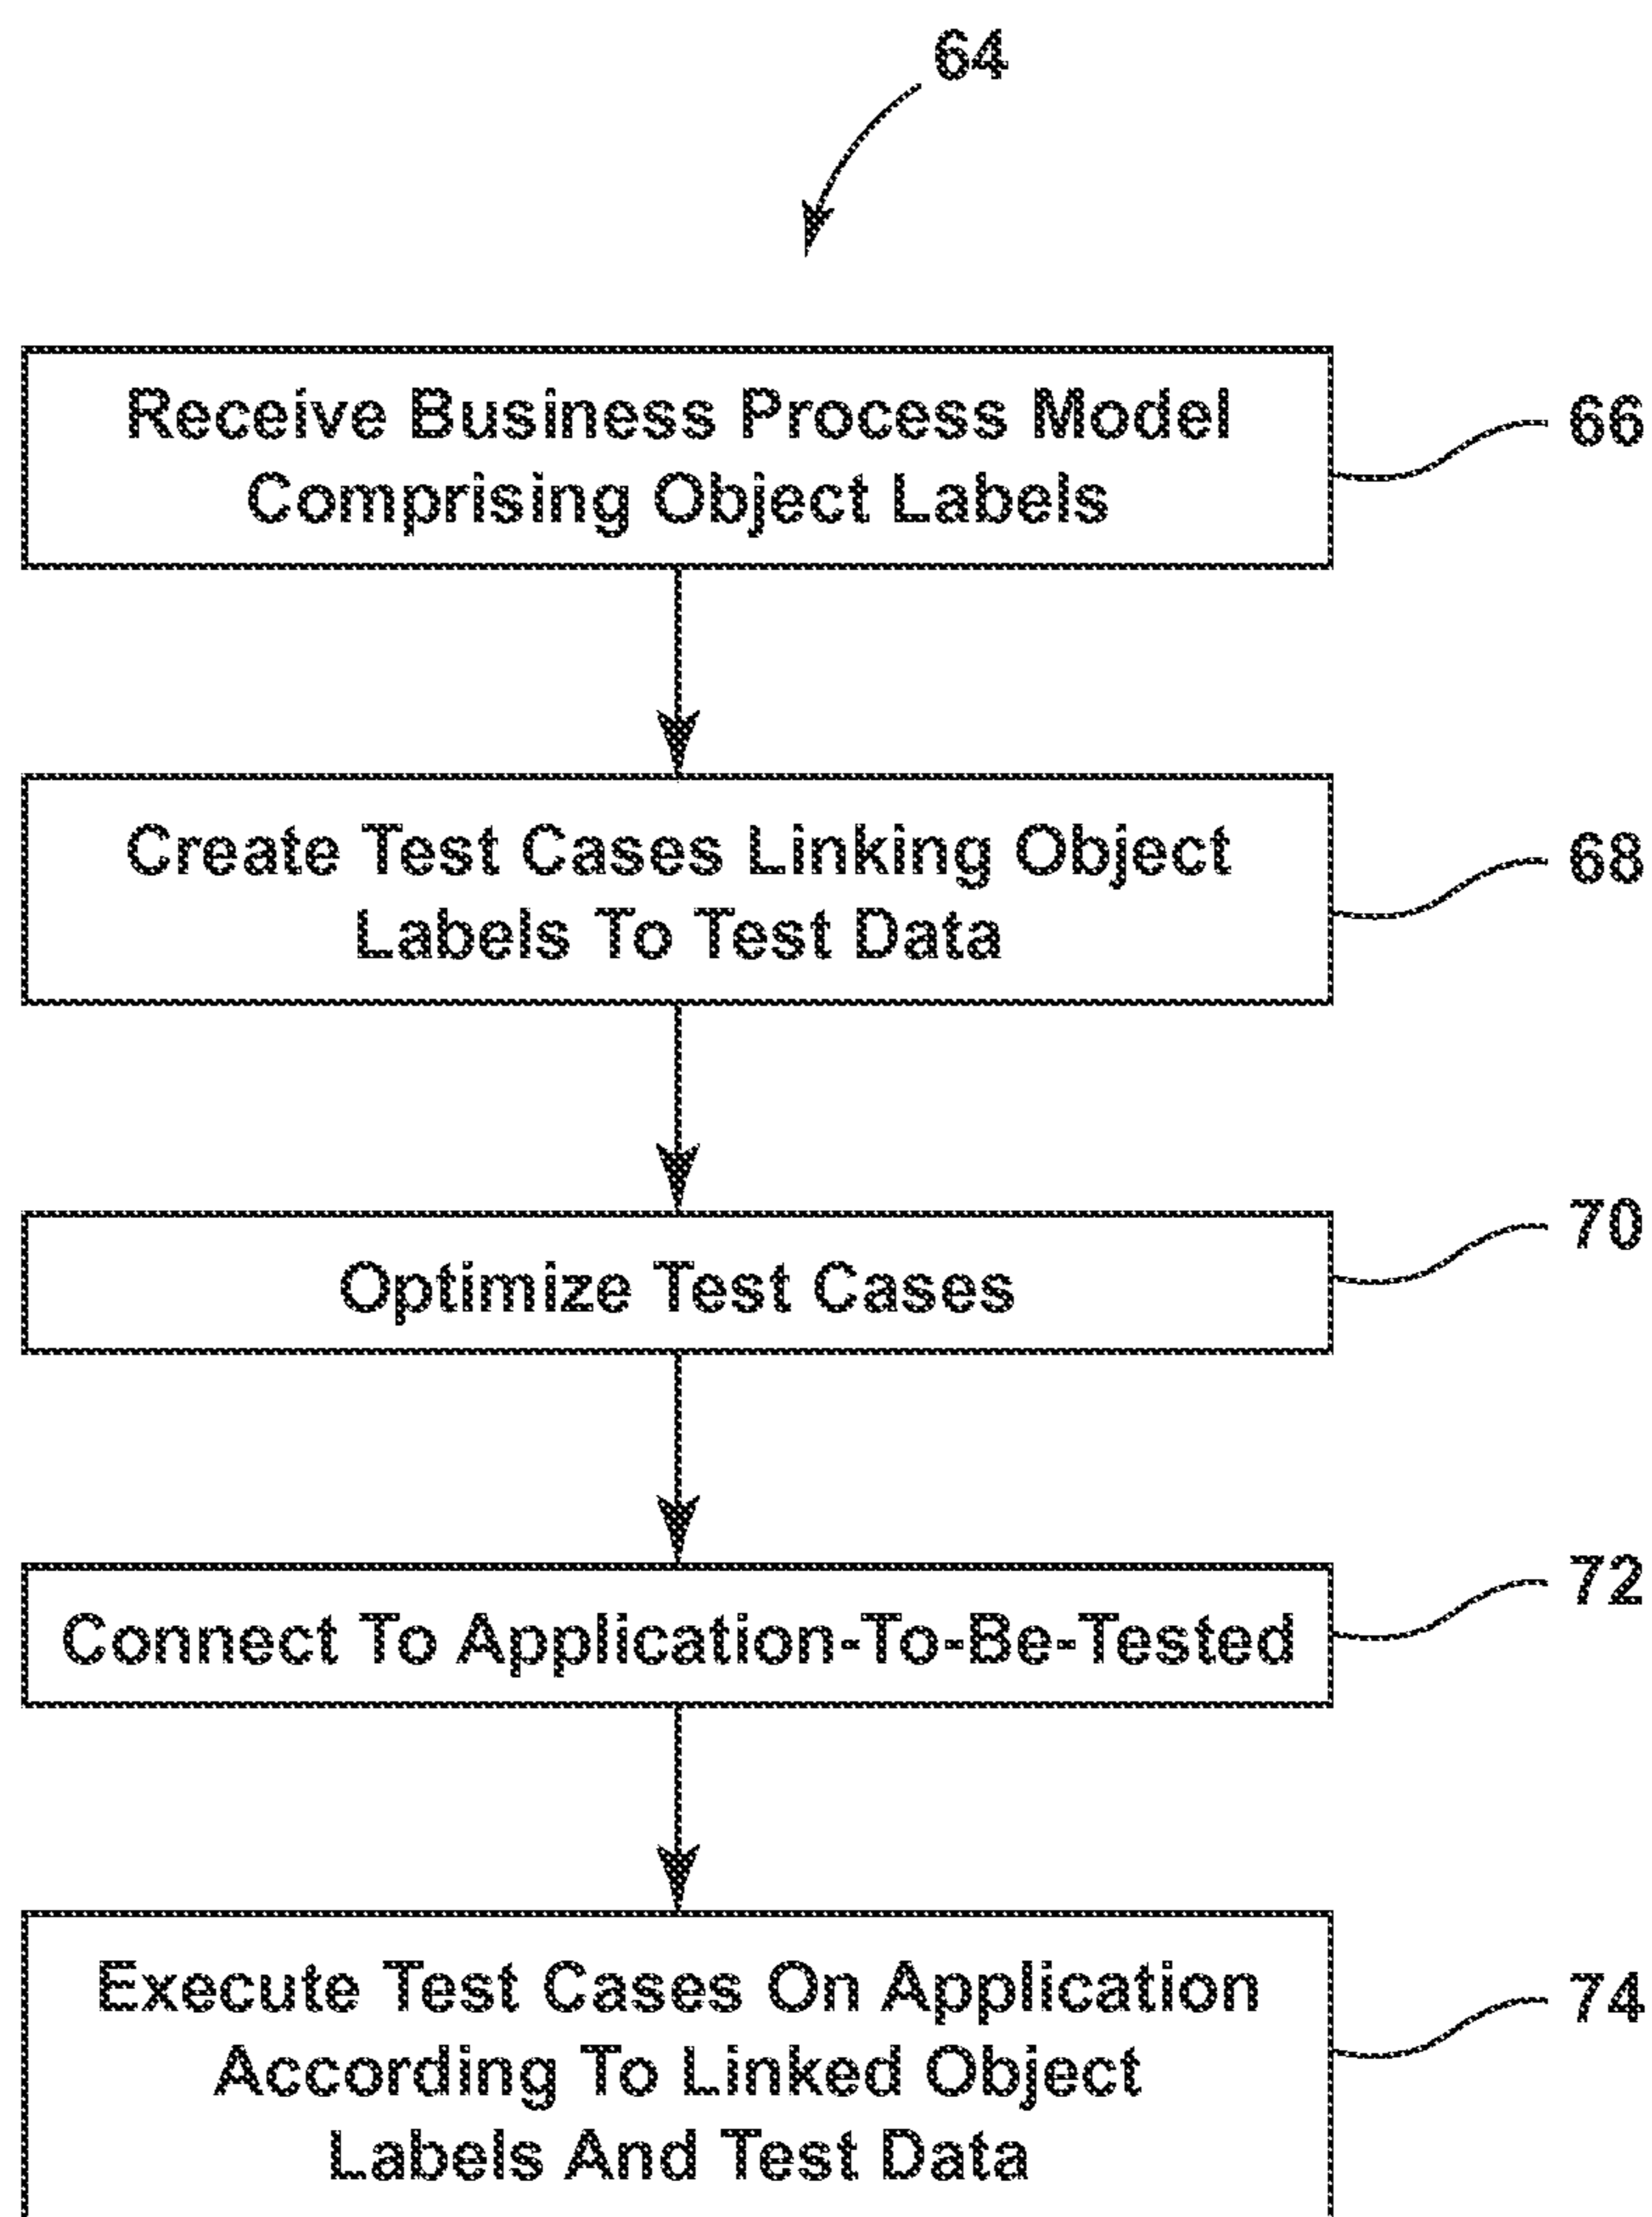 64
Receive Business Process Model
Comprising Object Labels
66
Create Test Cases Linking Object
Labels To Test Data
68
Optimize Test Cases
70
Connect To Application-To-Be-Tested
72
Execute Test Cases On Application
According To Linked Object
Labels And Test Data
74